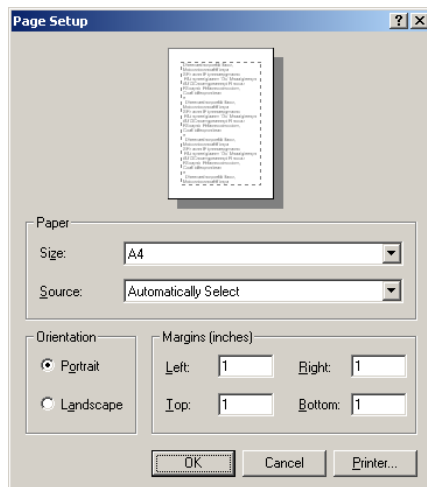 Page Setup
Paper
Size: A4
Source: Automatically Select
Orientation
Portrait
Landscape
Margins (inches)
Left: 1 Right: 1
Top: 1 Bottom: 1
OK Cancel Printer...